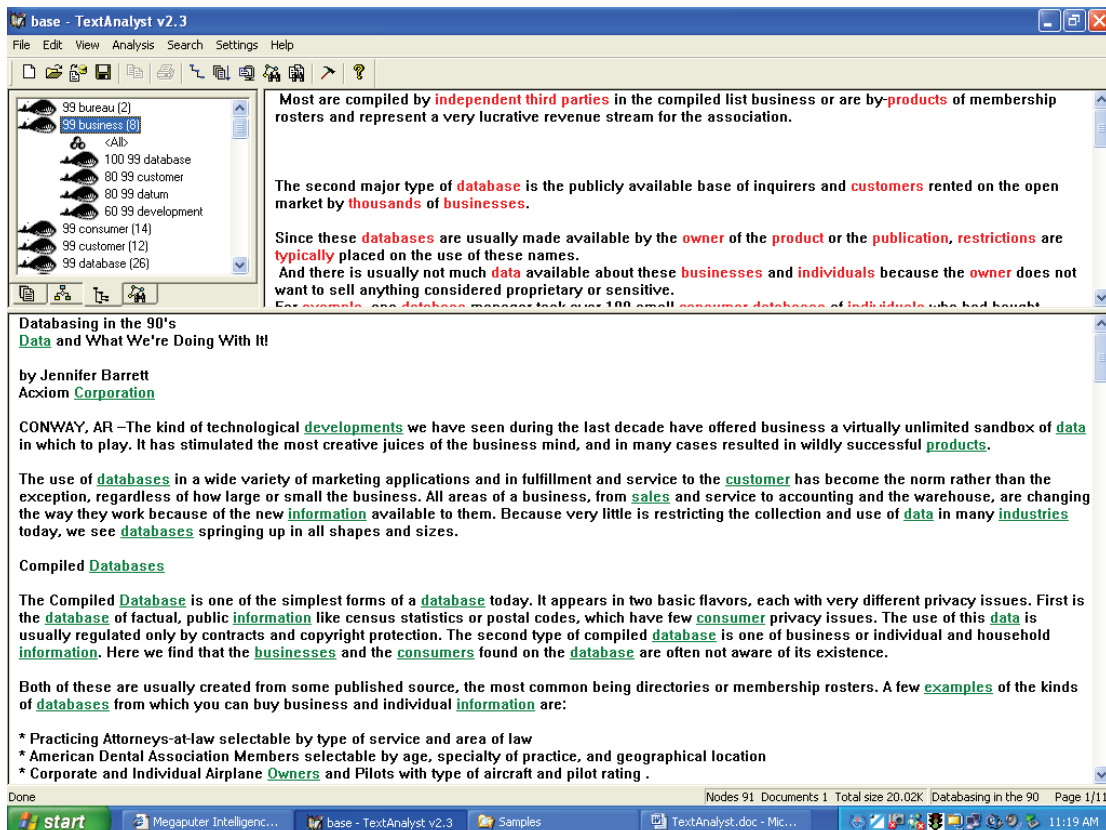 base - TextAnalyst v2.3
File Edit View Analysis Search Settings Help
99 bureau (2)
99 business (8)
<All>
100 99 database
80 99 customer
80 99 datum
60 99 development
99 consumer (14)
99 customer (12)
99 database (26)
Most are compiled by independent third parties in the compiled list business or are by-products of membership
rosters and represent a very lucrative revenue stream for the association.
The second major type of database is the publicly available base of inquirers and customers rented on the open
market by thousands of businesses.
Since these databases are usually made available by the owner of the product or the publication, restrictions are
typically placed on the use of these names.
And there is usually not much data available about these businesses and individuals because the owner does not
want to sell anything considered proprietary or sensitive.
For example, one database manager took over 100 small consumer databases of individuals who had bought
Databasing in the 90's
Data and What We're Doing With It!
by Jennifer Barrett
Acxiom Corporation
CONWAY, AR –The kind of technological developments we have seen during the last decade have offered business a virtually unlimited sandbox of data
in which to play. It has stimulated the most creative juices of the business mind, and in many cases resulted in wildly successful products.
The use of databases in a wide variety of marketing applications and in fulfillment and service to the customer has become the norm rather than the
exception, regardless of how large or small the business. All areas of a business, from sales and service to accounting and the warehouse, are changing
the way they work because of the new information available to them. Because very little is restricting the collection and use of data in many industries
today, we see databases springing up in all shapes and sizes.
Compiled Databases
The Compiled Database is one of the simplest forms of a database today. It appears in two basic flavors, each with very different privacy issues. First is
the database of factual, public information like census statistics or postal codes, which have few consumer privacy issues. The use of this data is
usually regulated only by contracts and copyright protection. The second type of compiled database is one of business or individual and household
information. Here we find that the businesses and the consumers found on the database are often not aware of its existence.
Both of these are usually created from some published source, the most common being directories or membership rosters. A few examples of the kinds
of databases from which you can buy business and individual information are:
* Practicing Attorneys-at-law selectable by type of service and area of law
* American Dental Association Members selectable by age, specialty of practice, and geographical location
* Corporate and Individual Airplane Owners and Pilots with type of aircraft and pilot rating .
Done
Nodes 91 Documents 1 Total size 20.02K Databasing in the 90 Page 1/11
start
Megaputer Intelligenc...
base - TextAnalyst v2.3
Samples
TextAnalyst.doc - Mic...
11:19 AM